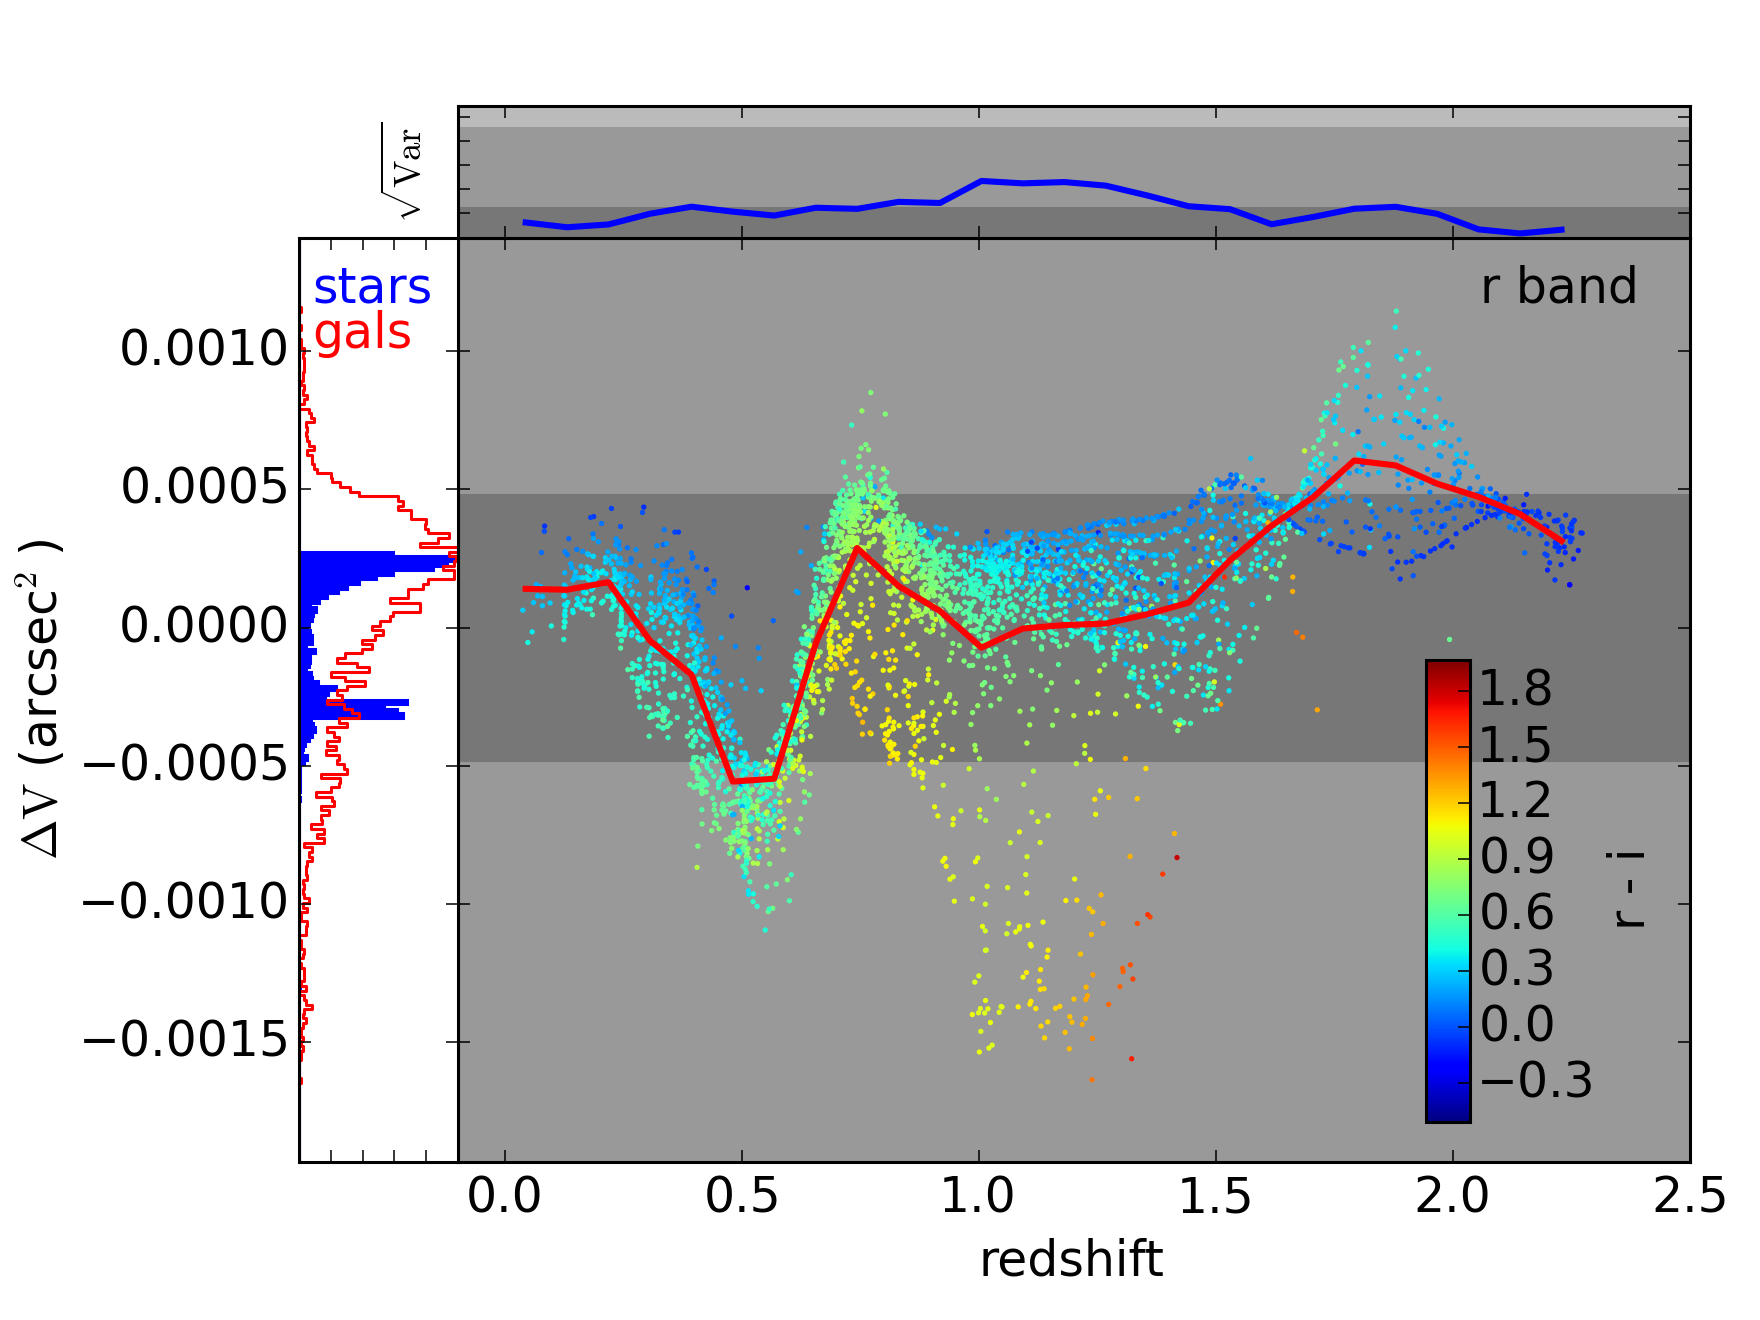 √Var
stars
gals
r band
0.0010
0.0005
0.0000
−0.0005
−0.0010
−0.0015
ΔV (arcsec²)
1.8
1.5
1.2
0.9
0.6
0.3
0.0
−0.3
r - i
0.0 0.5 1.0 1.5 2.0 2.5
redshift